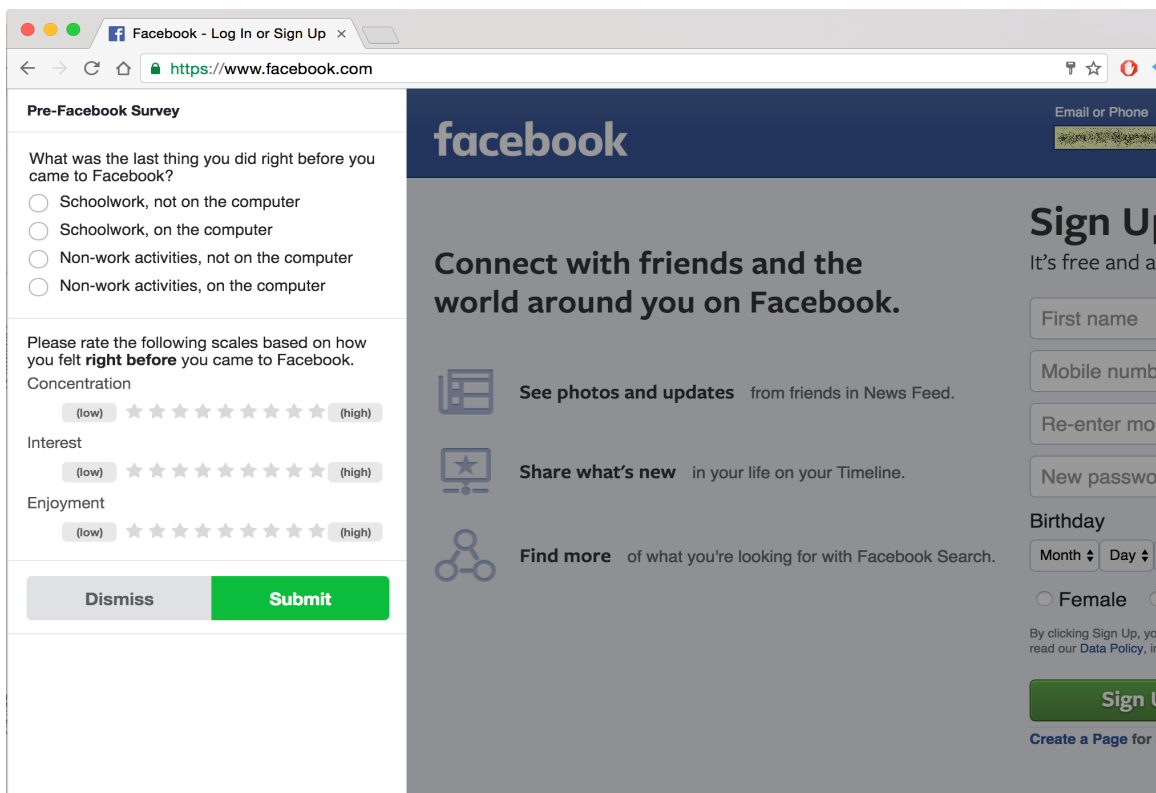 Facebook - Log In or Sign Up
https://www.facebook.com
Pre-Facebook Survey
What was the last thing you did right before you
came to Facebook?
Schoolwork, not on the computer
Schoolwork, on the computer
Non-work activities, not on the computer
Non-work activities, on the computer
Please rate the following scales based on how
you felt right before you came to Facebook.
Concentration
(low) (high)
Interest
(low) (high)
Enjoyment
(low) (high)
Dismiss Submit
facebook
Email or Phone
Connect with friends and the
world around you on Facebook.
See photos and updates from friends in News Feed.
Share what's new in your life on your Timeline.
Find more of what you're looking for with Facebook Search.
Sign
It's free and a
First name
Mobile numb
Re-enter mo
New passwo
Birthday
Month Day
Female
By clicking Sign Up, yo
read our Data Policy, i
Sign
Create a Page for